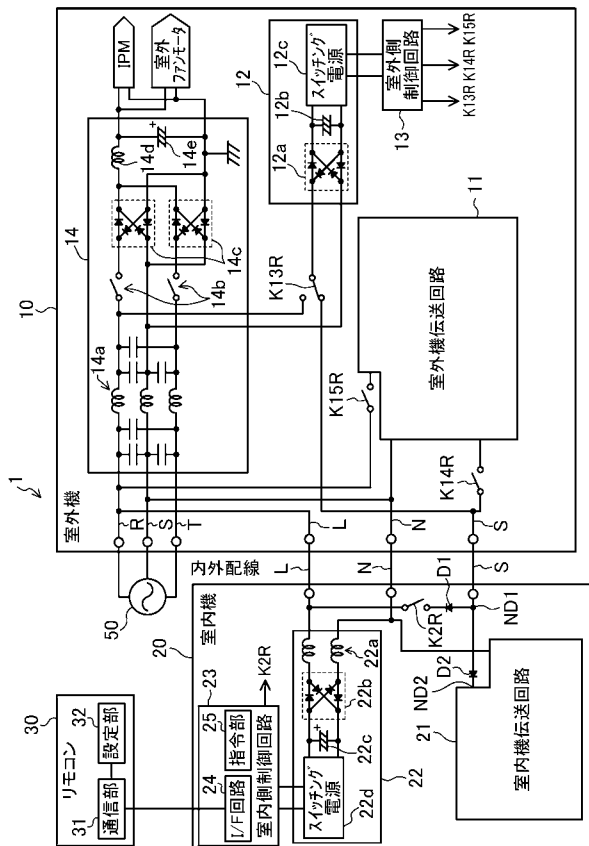 1
10
室外機
R
S
T
50
14
14a
14b
14c
14d
14e
IPM
室外
ファンモータ
12
12a
12b
12c
スイッチング
電源
室外側
制御回路
13
K13R K14R K15R
K13R
K15R
K14R
室外機伝送回路
11
L
N
S
内外配線
L
N
S
20
室内機
K2R
D1
ND1
D2
ND2
室内機伝送回路
21
22
22a
22b
22c
22d
スイッチング
電源
23
室内側制御回路
24
I/F回路
25
指令部
K2R
30
リモコン
31
通信部
32
設定部